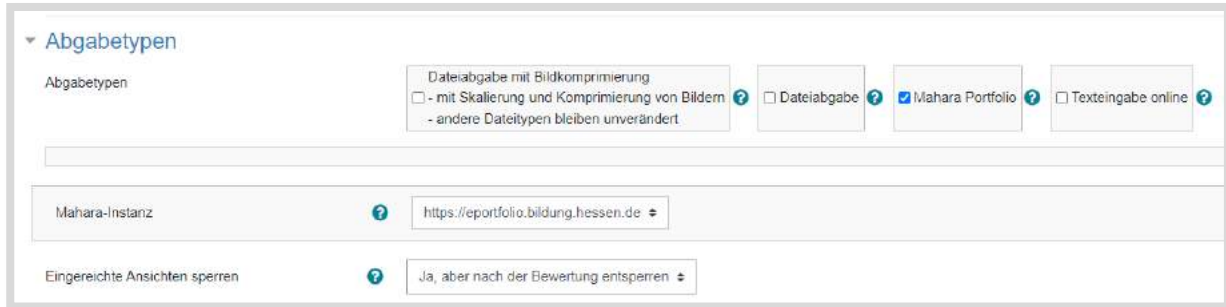 Abgabetypen
Abgabetypen
Dateiabgabe mit Bildkomprimierung
- mit Skalierung und Komprimierung von Bildern
- andere Dateitypen bleiben unverändert
Dateiabgabe
Mahara Portfolio
Texteingabe online
Mahara-Instanz
https://eportfolio.bildung.hessen.de
Eingereichte Ansichten sperren
Ja, aber nach der Bewertung entsperren